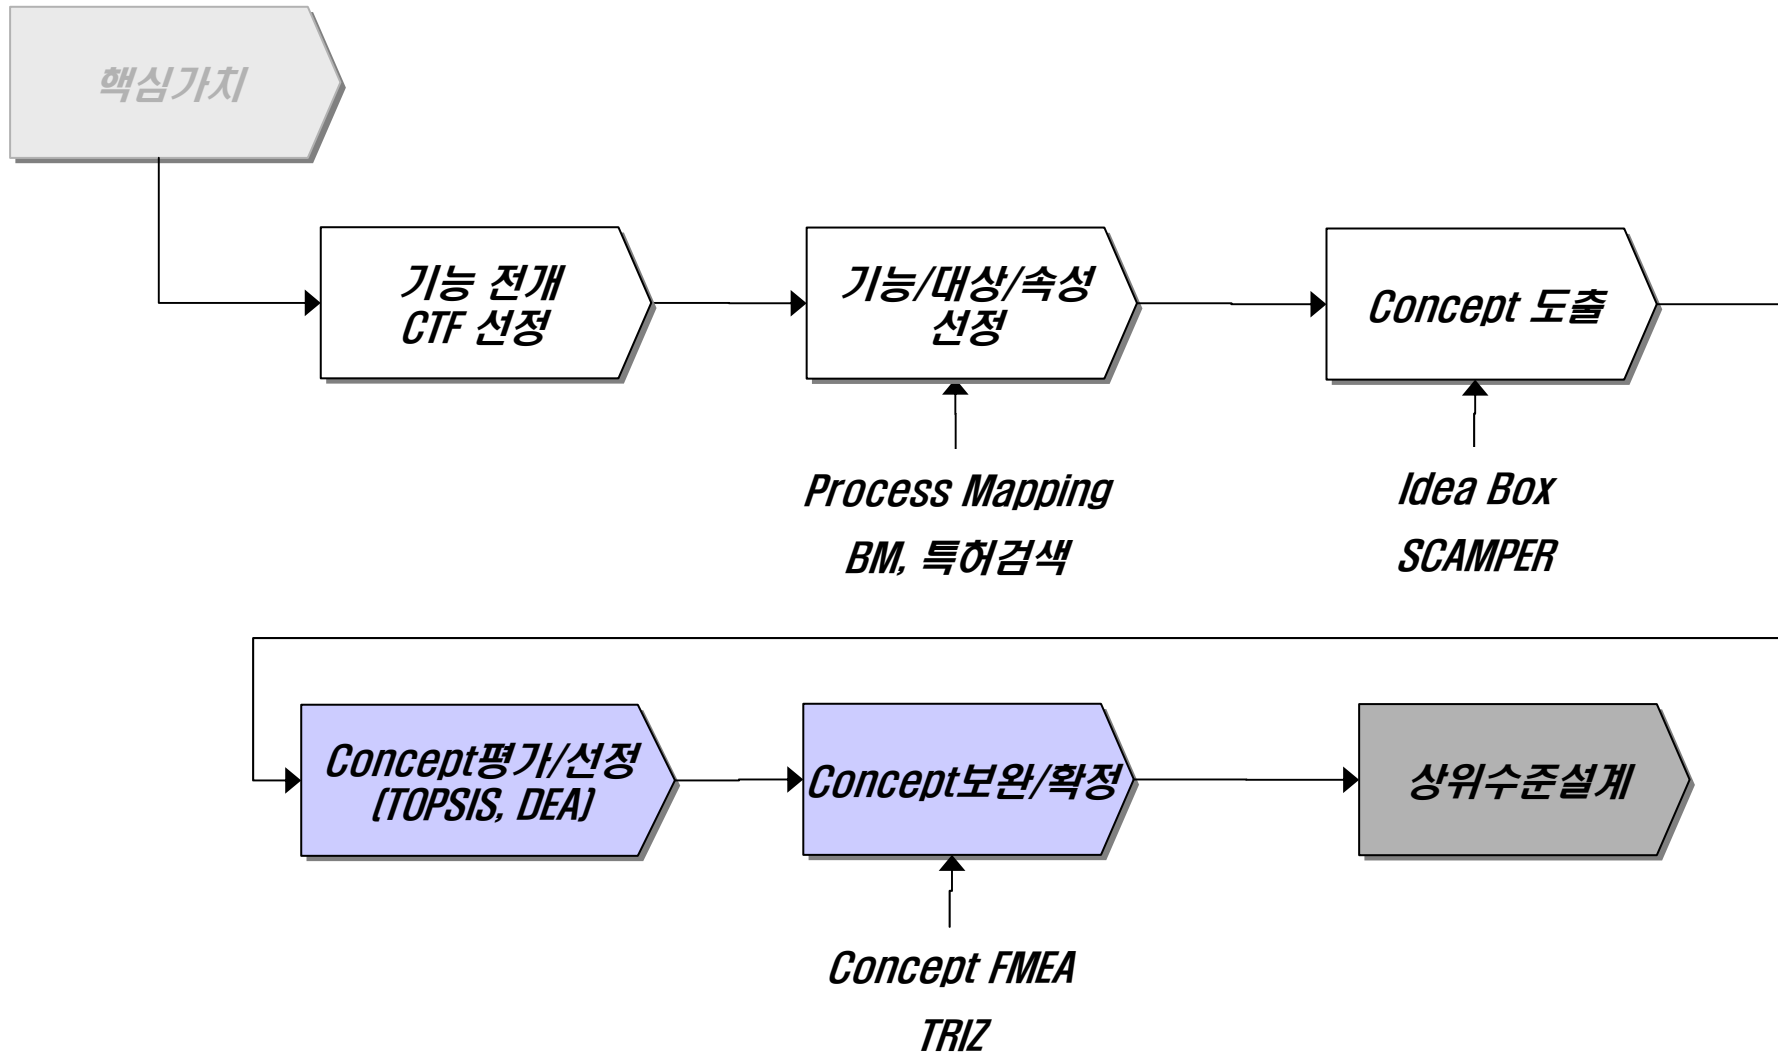 핵심가치
기능 전개
CTF 선정
기능/대상/속성
선정
Concept 도출
Process Mapping
BM, 특허검색
Idea Box
SCAMPER
Concept평가/선정
(TOPSIS, DEA)
Concept보완/확정
상위수준설계
Concept FMEA
TRIZ